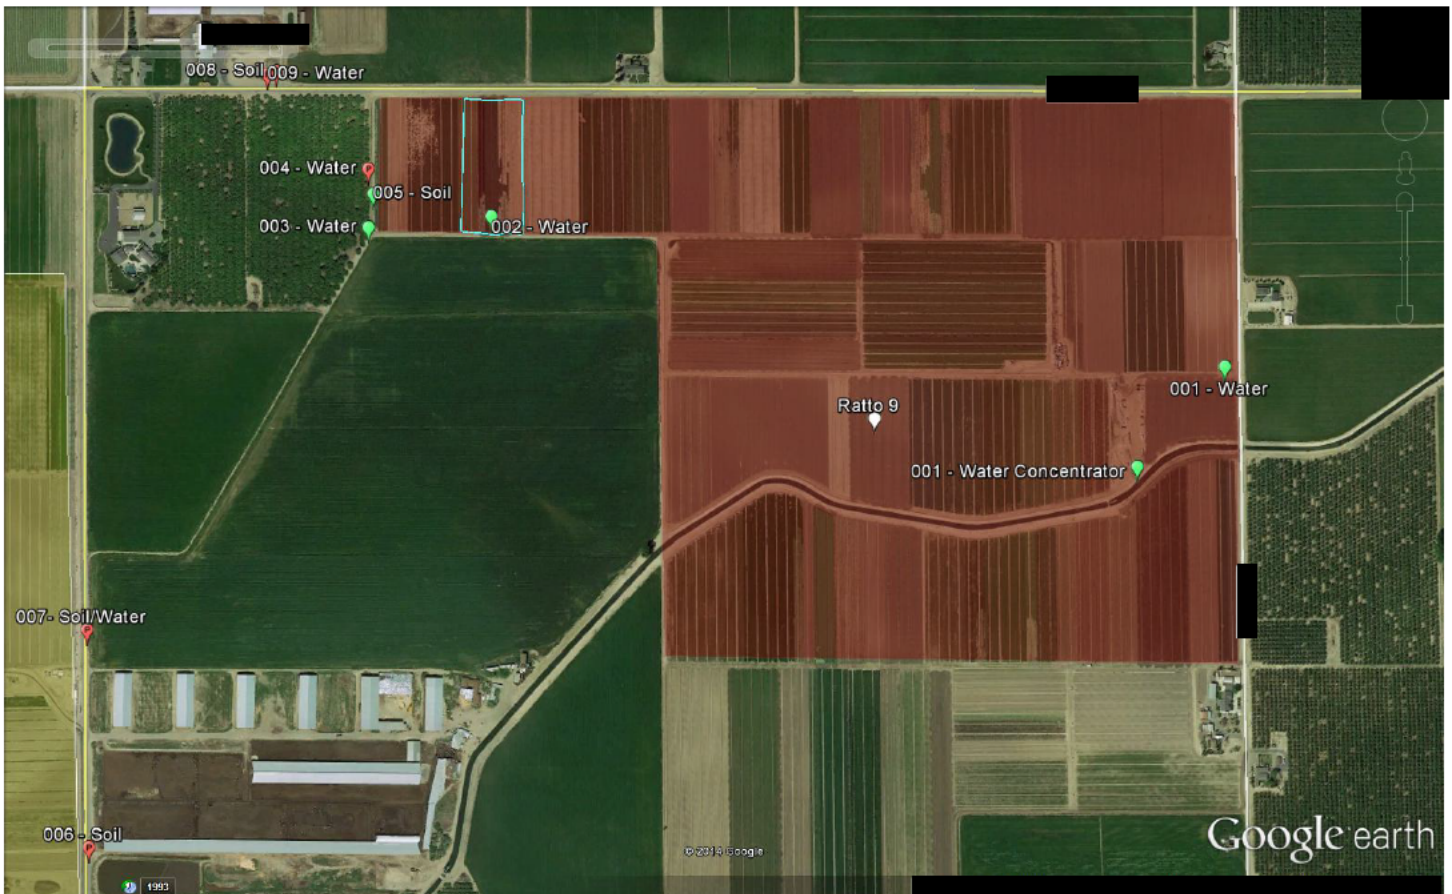 008 - Soil
009 - Water
004 - Water
005 - Soil
003 - Water
002 - Water
001 - Water
Ratto 9
001 - Water Concentrator
007- Soil/Water
006 - Soil
Google earth
© 2014 Google
1993